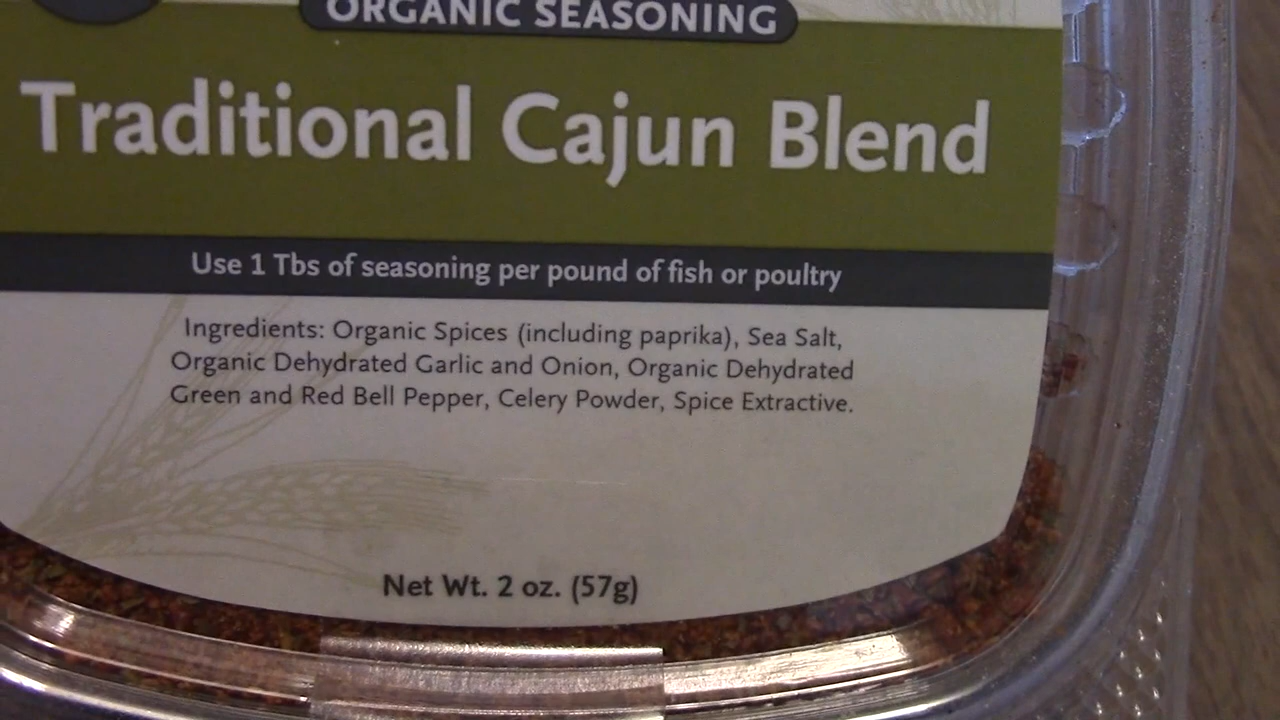 ORGANIC SEASONING
Traditional Cajun Blend
Use 1 Tbs of seasoning per pound of fish or poultry
Ingredients: Organic Spices (including paprika), Sea Salt,
Organic Dehydrated Garlic and Onion, Organic Dehydrated
Green and Red Bell Pepper, Celery Powder, Spice Extractive.
Net Wt. 2 oz. (57g)